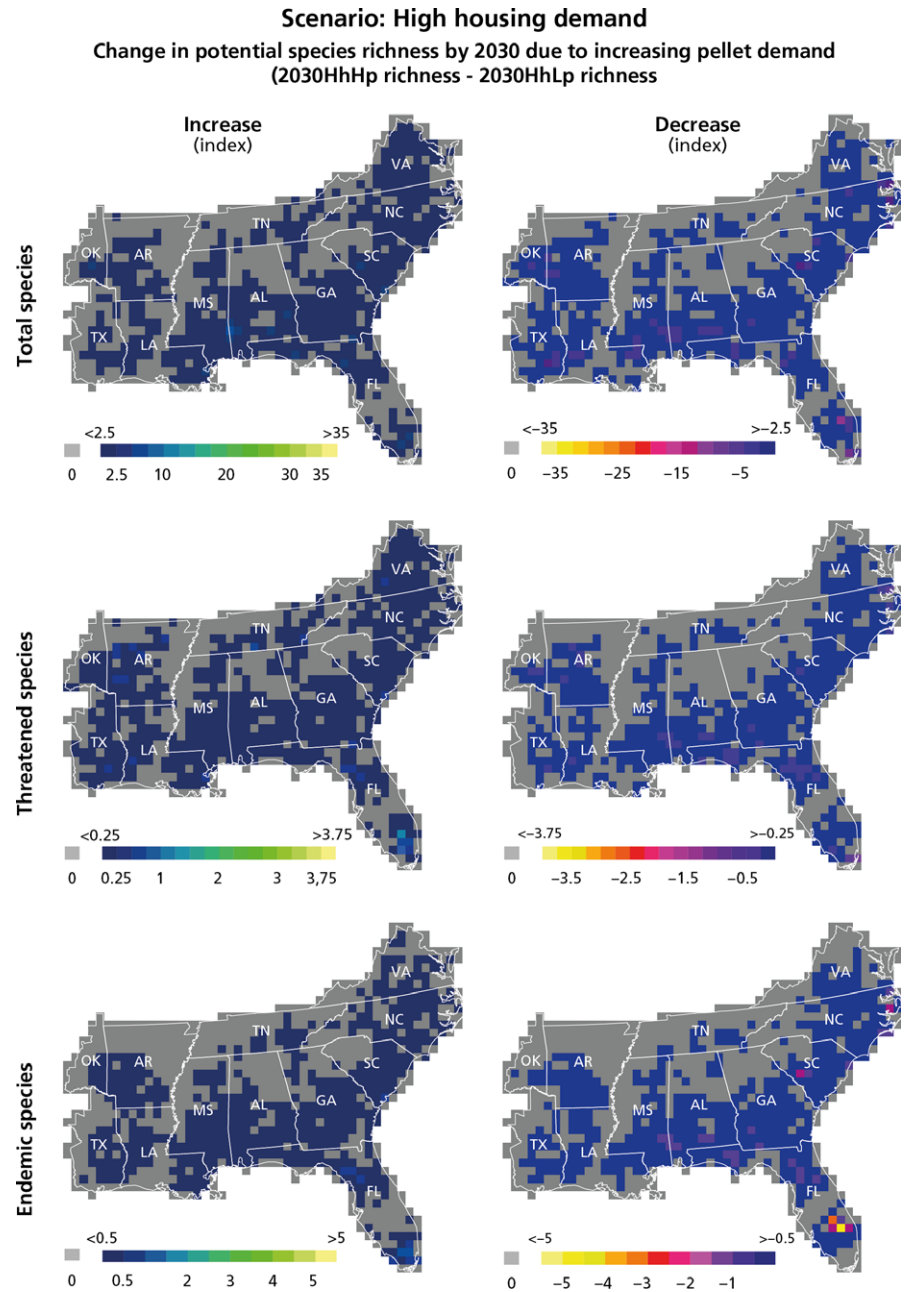 Scenario: High housing demand
Change in potential species richness by 2030 due to increasing pellet demand
(2030HhHp richness - 2030HhLp richness
Increase
(index)
Decrease
(index)
Total species
VA
NC
TN
OK
AR
SC
MS
AL
GA
TX
LA
FL
<2.5 >35
0 2.5 10 20 30 35
VA
NC
TN
OK
AR
SC
MS
AL
GA
TX
LA
FL
<-35 >-2.5
0 -35 -25 -15 -5
Threatened species
VA
NC
TN
OK
AR
SC
MS
AL
GA
TX
LA
FL
<0.25 >3.75
0 0.25 1 2 3 3,75
VA
NC
TN
OK
AR
SC
MS
AL
GA
TX
LA
FL
<-3.75 >-0.25
0 -3.5 -2.5 -1.5 -0.5
Endemic species
VA
NC
TN
OK
AR
SC
MS
AL
GA
TX
LA
FL
<0.5 >5
0 0.5 2 3 4 5
VA
NC
TN
OK
AR
SC
MS
AL
GA
TX
LA
FL
<-5 >-0.5
0 -5 -4 -3 -2 -1